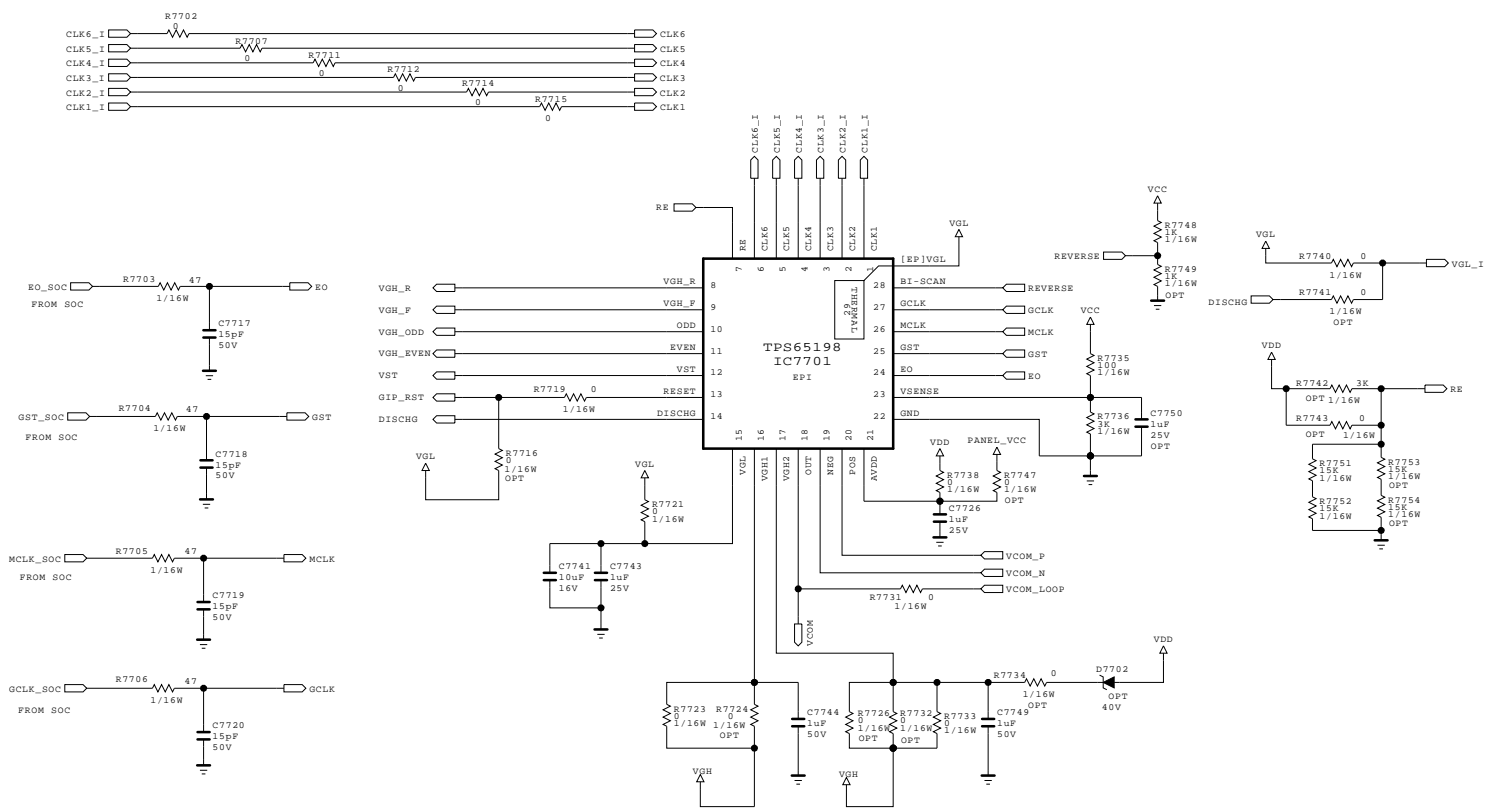 R7702
0
CLK6_I
CLK6
R7707
CLK5_I
CLK5
0
R7711
CLK4_I
CLK4
0
R7712
CLK3_I
CLK3
0
R7714
CLK2_I
CLK2
0
R7715
CLK1_I
CLK1
0
CLK6_I
CLK5_I
CLK4_I
CLK3_I
CLK2_I
CLK1_I
RE
RE
CLK6
CLK5
CLK4
CLK3
CLK2
CLK1
VGL
[EP]VGL
7
6
5
4
3
2
1
VCC
R7748
1K
1/16W
REVERSE
R7749
1K
1/16W
OPT
VGL
R7740
0
1/16W
VGL_I
R7741
0
DISCHG
1/16W
OPT
R7703
47
EO_SOC
EO
1/16W
FROM SOC
C7717
15pF
50V
R7704
47
GST_SOC
GST
1/16W
FROM SOC
C7718
15pF
50V
R7705
47
MCLK_SOC
MCLK
1/16W
FROM SOC
C7719
15pF
50V
R7706
47
GCLK_SOC
GCLK
1/16W
FROM SOC
C7720
15pF
50V
VGH_R
VGH_R
8
VGH_F
VGH_F
9
VGH_ODD
ODD
10
VGH_EVEN
EVEN
11
VST
VST
12
GIP_RST
R7719
0
1/16W
RESET
13
DISCHG
DISCHG
14
THERMAL
29
TPS65198
IC7701
EPI
28
BI-SCAN
REVERSE
27
GCLK
GCLK
26
MCLK
MCLK
25
GST
GST
24
EO
EO
23
VSENSE
22
GND
VCC
R7735
100
1/16W
R7736
3K
1/16W
C7750
1uF
25V
OPT
VDD
R7742
3K
OPT
1/16W
RE
R7743
0
OPT
1/16W
R7751
15K
1/16W
R7752
15K
1/16W
R7753
15K
1/16W
OPT
R7754
15K
1/16W
OPT
15
16
17
18
19
20
21
VGL
VGH1
VGH2
OUT
NEG
POS
AVDD
VGL
R7716
0
1/16W
OPT
VGL
R7721
0
1/16W
C7741
10uF
16V
C7743
1uF
25V
VDD
R7738
0
1/16W
PANEL_VCC
R7747
0
1/16W
OPT
C7726
1uF
25V
VCOM_P
VCOM_N
VCOM_LOOP
R7731
0
1/16W
VCOM
R7723
0
1/16W
R7724
0
1/16W
OPT
C7744
1uF
50V
VGH
R7726
0
1/16W
OPT
R7732
0
1/16W
OPT
R7733
0
1/16W
C7749
1uF
50V
VGH
R7734
0
1/16W
OPT
D7702
OPT
40V
VDD